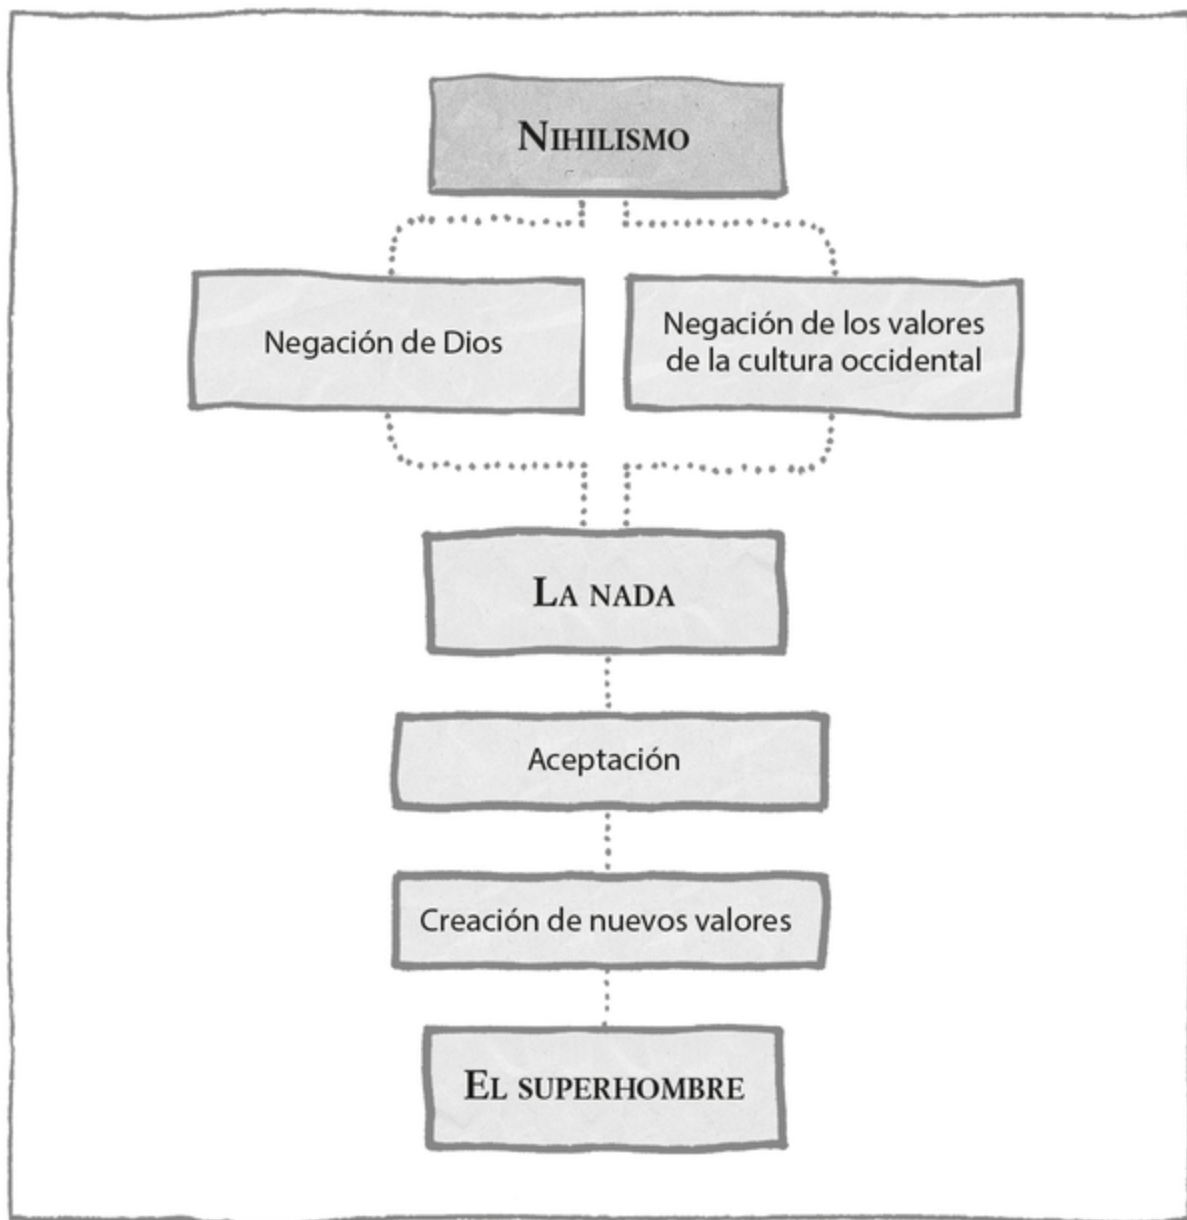 NIHILISMO
Negación de Dios
Negación de los valores
de la cultura occidental
LA NADA
Aceptación
Creación de nuevos valores
EL SUPERHOMBRE